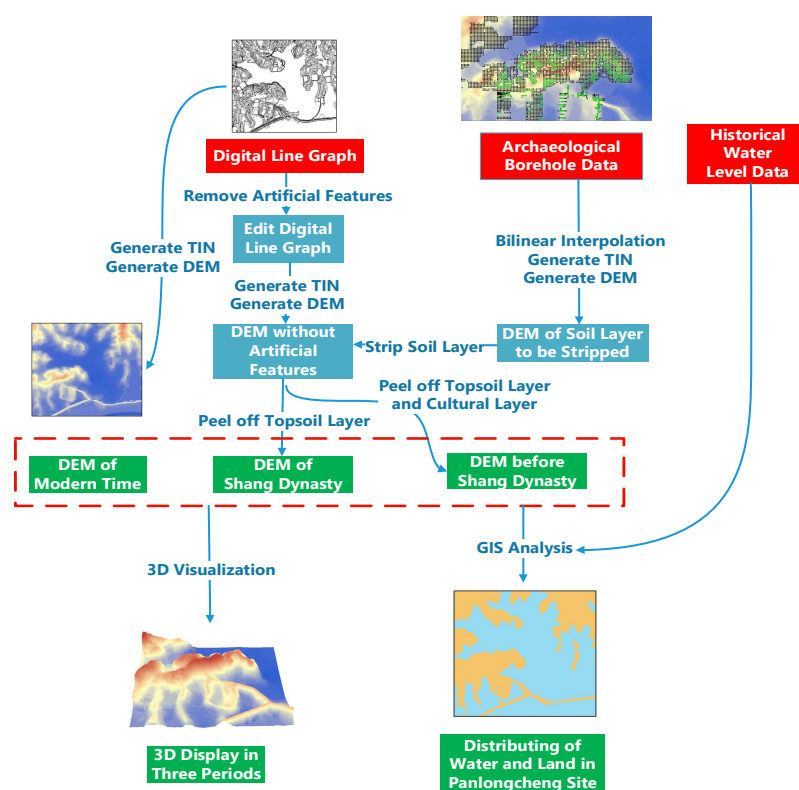 Digital Line Graph
Archaeological
Borehole Data
Historical
Water
Level Data
Remove Artificial Features
Edit Digital
Line Graph
Generate TIN
Generate DEM
Bilinear Interpolation
Generate TIN
Generate DEM
Generate TIN
Generate DEM
DEM without
Artificial
Features
Strip Soil Layer
DEM of Soil Layer
to be Stripped
Peel off Topsoil Layer
and Cultural Layer
Peel off Topsoil Layer
DEM of
Modern Time
DEM of
Shang Dynasty
DEM before
Shang Dynasty
3D Visualization
GIS Analysis
3D Display in
Three Periods
Distributing of
Water and Land in
Panlongcheng Site